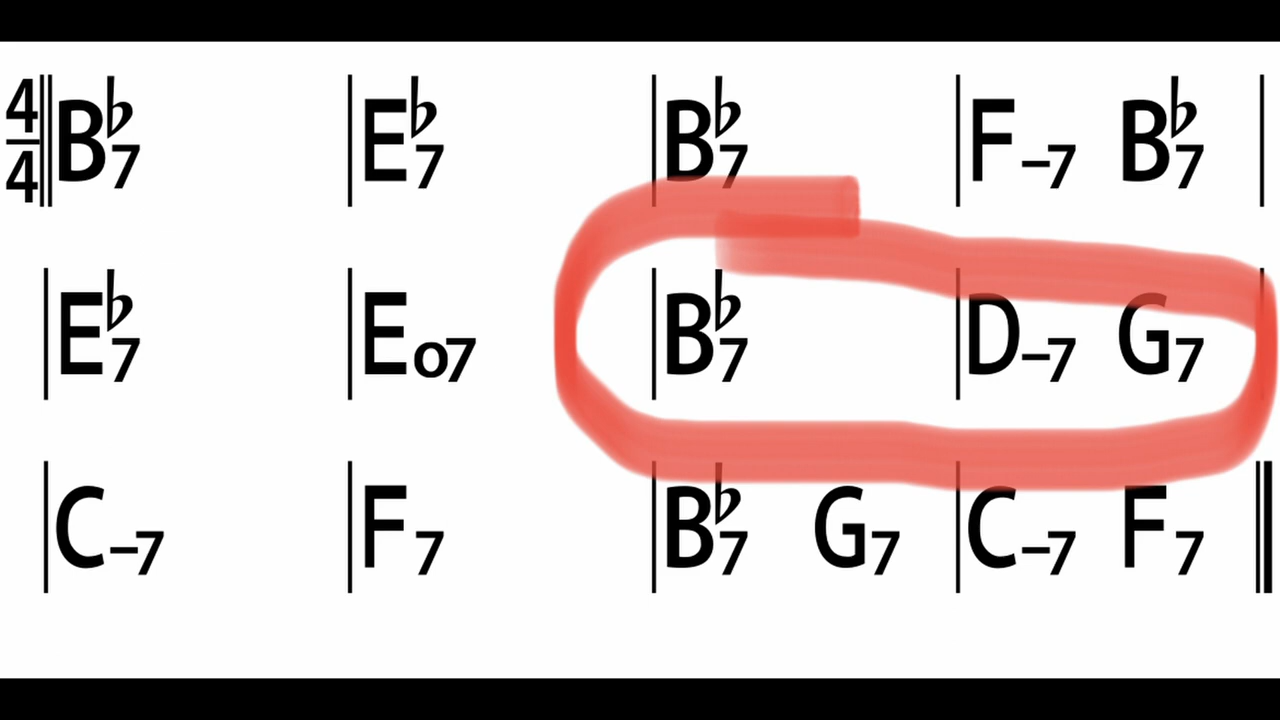 4/4 B♭7 E♭7 B♭7 F–7 B♭7
E♭7 Eo7 B♭7 D–7 G7
C–7 F7 B♭7 G7 C–7 F7